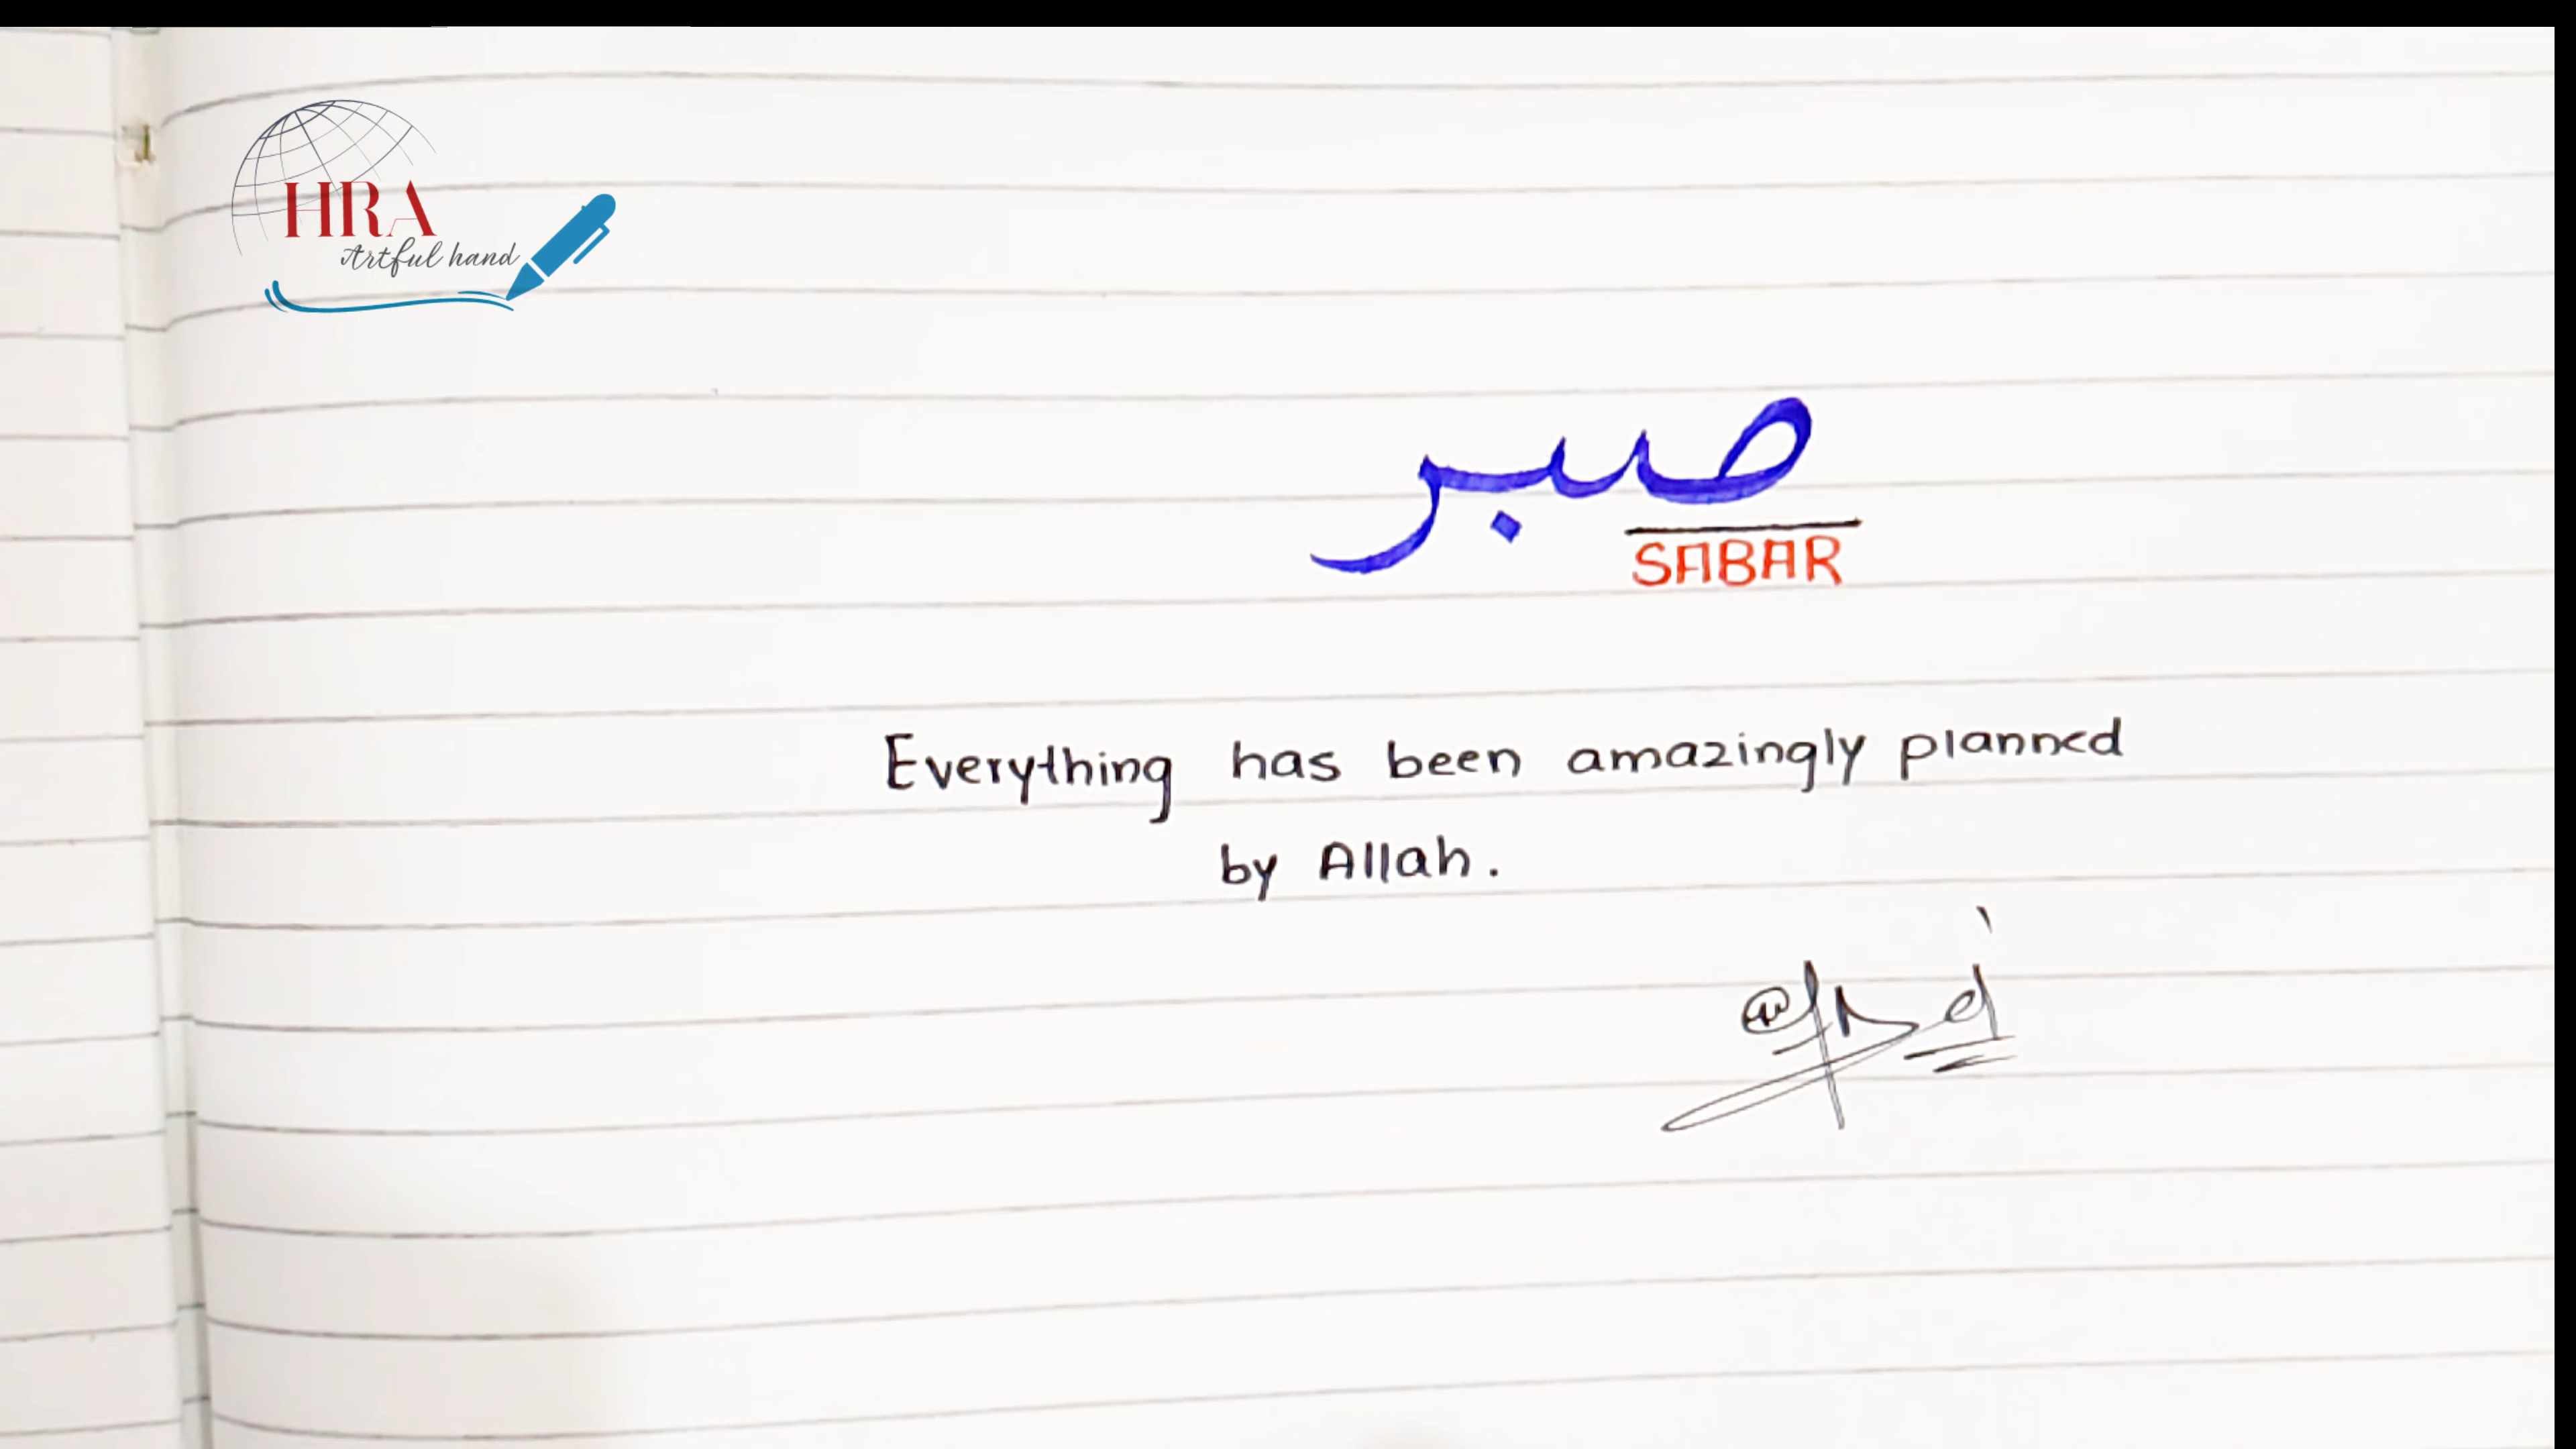 HRA
Artful hand
صبر
SABAR
Everything has been amazingly planned
by Allah.